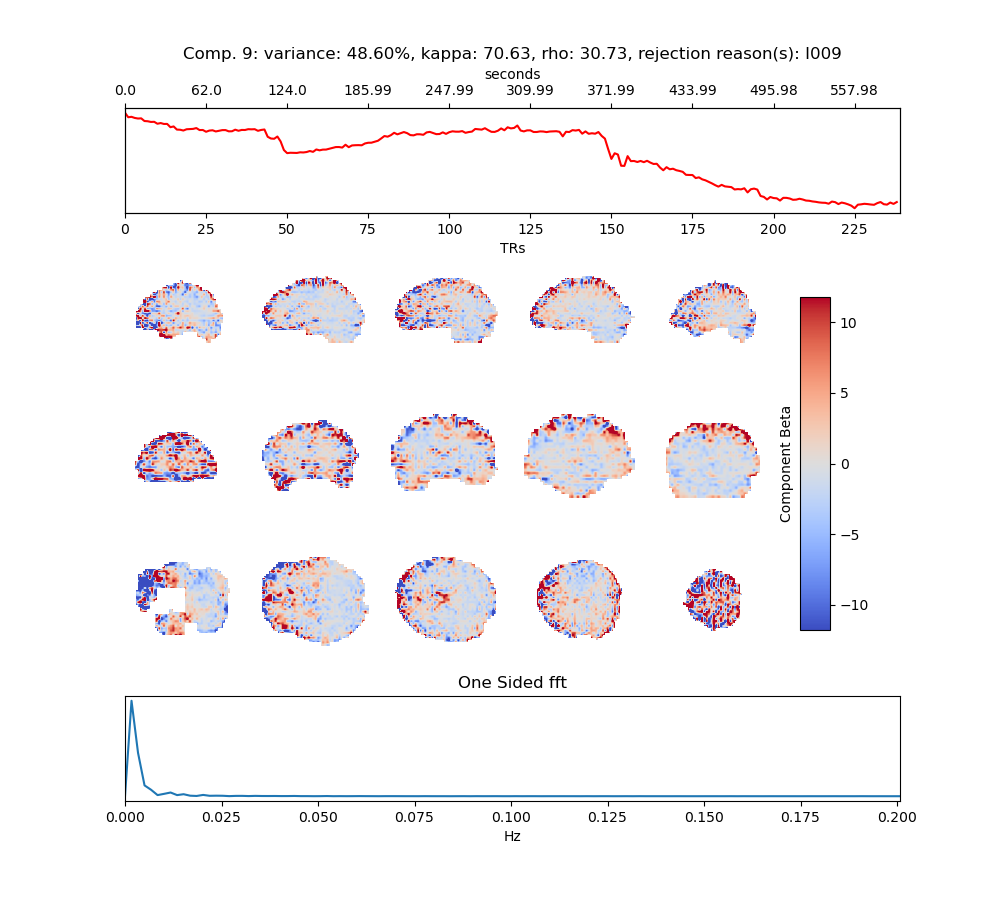 Comp. 9: variance: 48.60%, kappa: 70.63, rho: 30.73, rejection reason(s): I009
seconds
0.0 62.0 124.0 185.99 247.99 309.99 371.99 433.99 495.98 557.98
0 25 50 75 100 125 150 175 200 225
TRs
10
5
0
−5
−10
Component Beta
One Sided fft
0.000 0.025 0.050 0.075 0.100 0.125 0.150 0.175 0.200
Hz